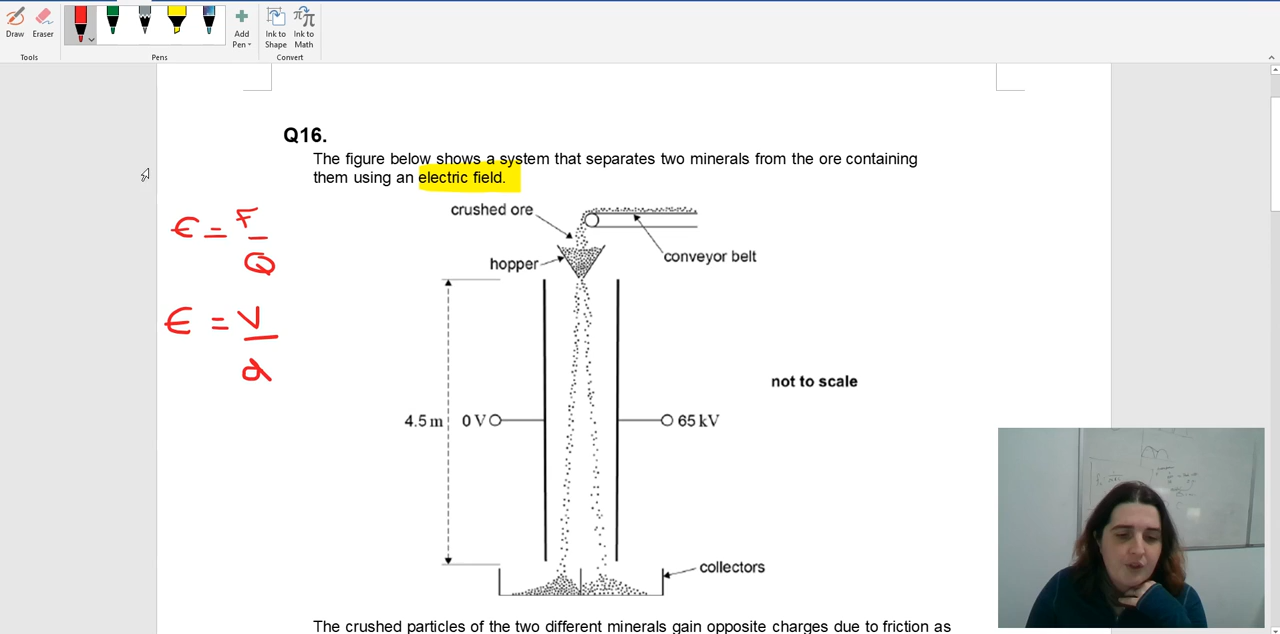 Draw
Eraser
Add
Pen
Ink to
Shape
Ink to
Math
Tools
Pens
Convert
Q16.
The figure below shows a system that separates two minerals from the ore containing
them using an electric field.
crushed ore
conveyor belt
hopper
E = F
Q
E = V
d
not to scale
4.5 m
0 V
65 kV
collectors
The crushed particles of the two different minerals gain opposite charges due to friction as